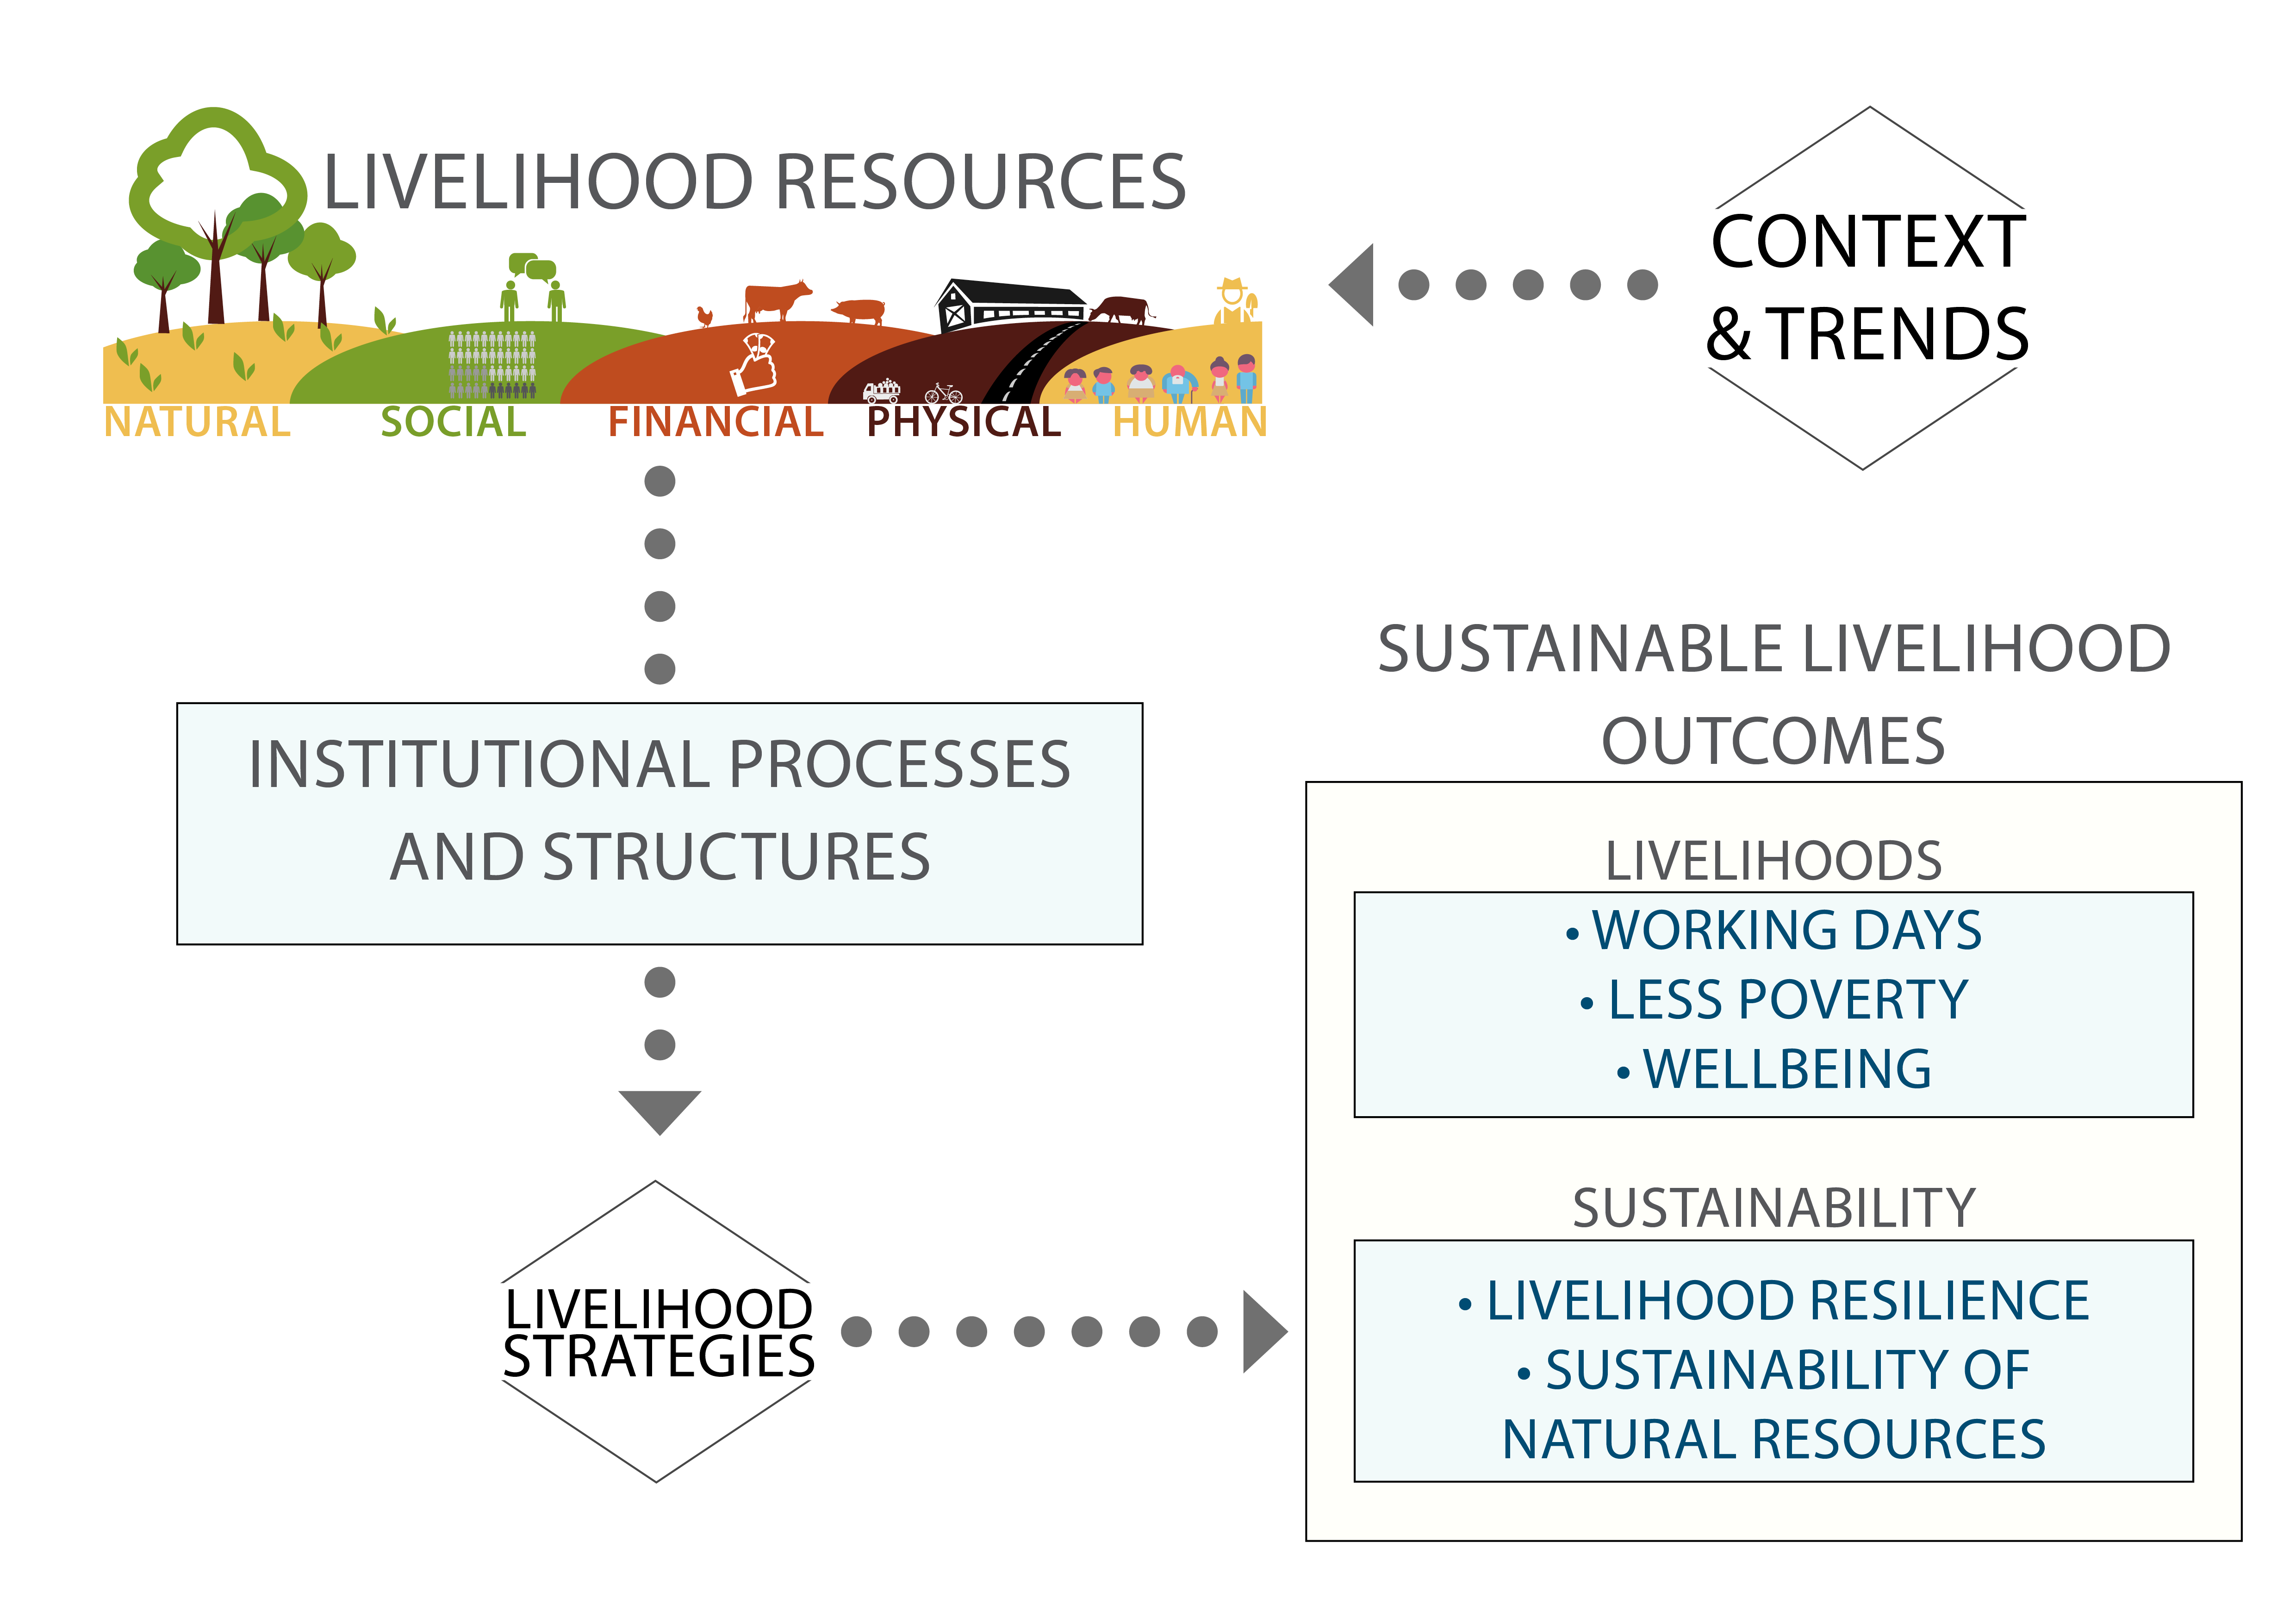 LIVELIHOOD RESOURCES
NATURAL SOCIAL FINANCIAL PHYSICAL HUMAN
CONTEXT
& TRENDS
INSTITUTIONAL PROCESSES
AND STRUCTURES
LIVELIHOOD
STRATEGIES
SUSTAINABLE LIVELIHOOD
OUTCOMES
LIVELIHOODS
• WORKING DAYS
• LESS POVERTY
• WELLBEING
SUSTAINABILITY
• LIVELIHOOD RESILIENCE
• SUSTAINABILITY OF
NATURAL RESOURCES